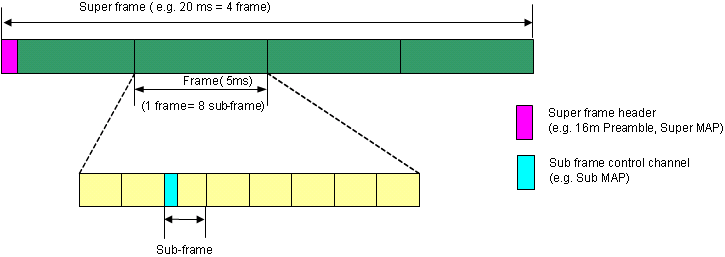 Super frame ( e.g. 20 ms = 4 frame)
Frame( 5ms)
(1 frame= 8 sub-frame)
Super frame header
(e.g. 16m Preamble, Super MAP)
Sub frame control channel
(e.g. Sub MAP)
Sub-frame